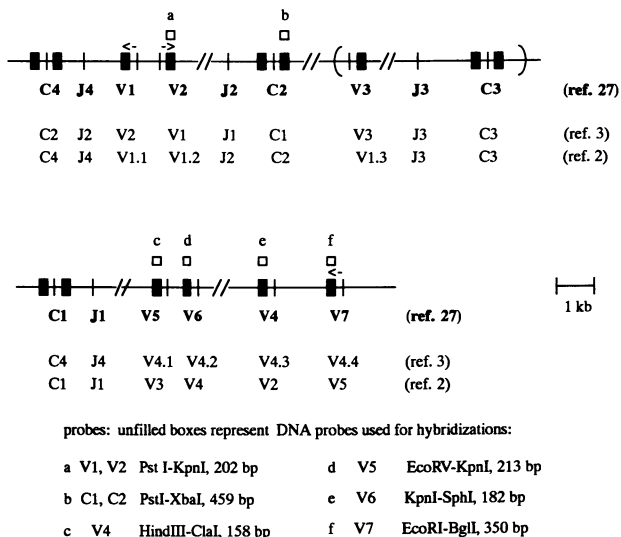 a b
<- ->
C4 J4 V1 V2 J2 C2 V3 J3 C3 (ref. 27)
C2 J2 V2 V1 J1 C1 V3 J3 C3 (ref. 3)
C4 J4 V1.1 V1.2 J2 C2 V1.3 J3 C3 (ref. 2)
c d e f
<-
C1 J1 V5 V6 V4 V7 (ref. 27)
1 kb
C4 J4 V4.1 V4.2 V4.3 V4.4 (ref. 3)
C1 J1 V3 V4 V2 V5 (ref. 2)
probes: unfilled boxes represent DNA probes used for hybridizations:
a V1, V2 Pst I-KpnI, 202 bp d V5 EcoRV-KpnI, 213 bp
b C1, C2 PstI-XbaI, 459 bp e V6 KpnI-SphI, 182 bp
c V4 HindIII-ClaI, 158 bp f V7 EcoRI-BglI, 350 bp